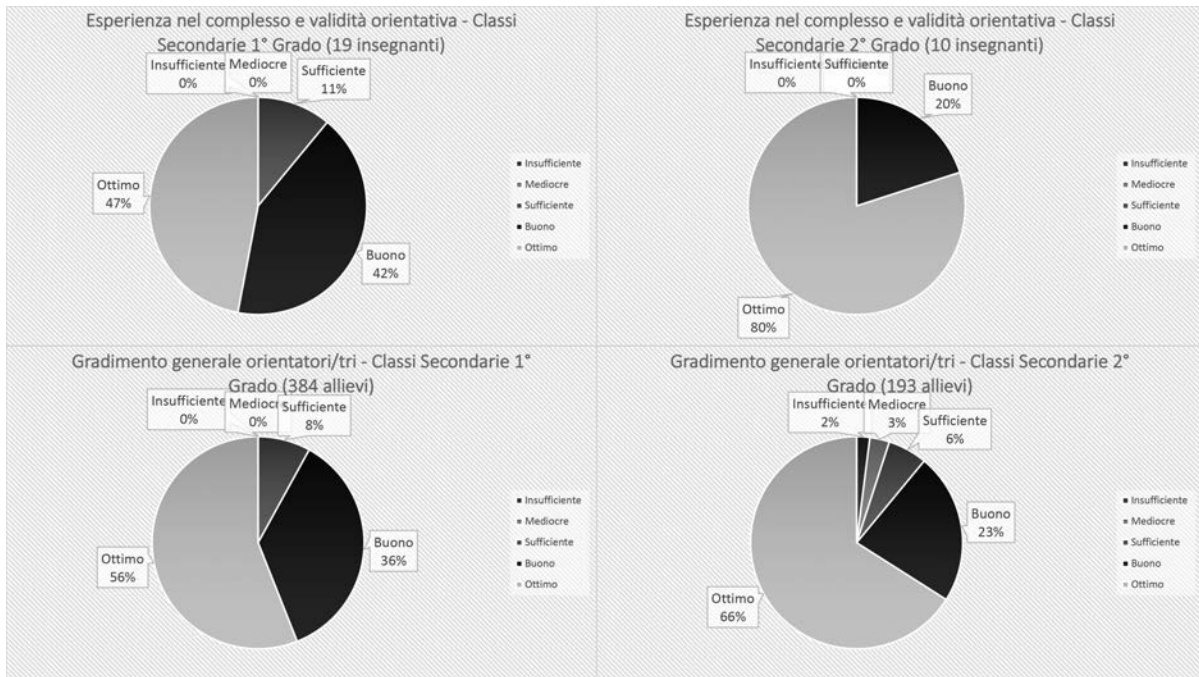 Esperienza nel complesso e validità orientativa - Classi
Secondarie 1° Grado (19 insegnanti)
Insufficiente
0%
Mediocre
0%
Sufficiente
11%
Ottimo
47%
Buono
42%
Insufficiente
Mediocre
Sufficiente
Buono
Ottimo
Esperienza nel complesso e validità orientativa - Classi
Secondarie 2° Grado (10 insegnanti)
Insufficiente
0%
Sufficiente
0%
Buono
20%
Ottimo
80%
Insufficiente
Mediocre
Sufficiente
Buono
Ottimo
Gradimento generale orientatori/tri - Classi Secondarie 1°
Grado (384 allievi)
Insufficiente
0%
Mediocre
0%
Sufficiente
8%
Buono
36%
Ottimo
56%
Insufficiente
Mediocre
Sufficiente
Buono
Ottimo
Gradimento generale orientatori/tri - Classi Secondarie 2°
Grado (193 allievi)
Insufficiente
2%
Mediocre
3%
Sufficiente
6%
Buono
23%
Ottimo
66%
Insufficiente
Mediocre
Sufficiente
Buono
Ottimo